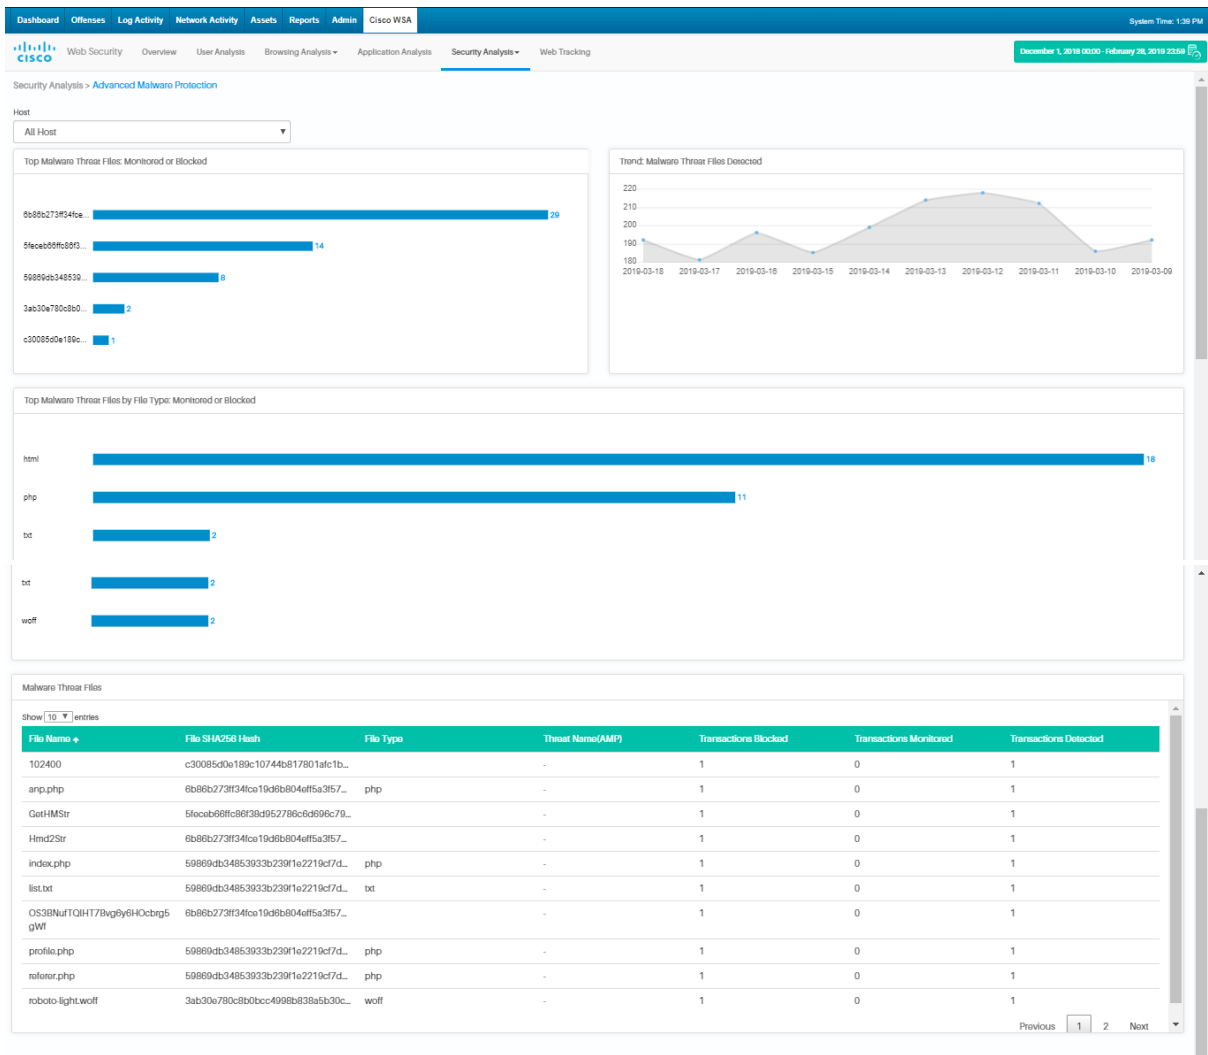 Dashboard Offenses Log Activity Network Activity Assets Reports Admin Cisco WSA System Time: 1:39 PM
cisco Web Security Overview User Analysis Browsing Analysis Application Analysis Security Analysis Web Tracking December 1, 2018 00:00 - February 28, 2019 23:59
Security Analysis > Advanced Malware Protection
Host
All Host
Top Malware Threat Files: Monitored or Blocked
6b86b273ff34fce... 29
5feceb66ffc86f3... 14
59869db348539... 8
3ab30e780c8b0... 2
c30085d0e189c... 1
Trend: Malware Threat Files Detected
220
210
200
190
180
2019-03-18 2019-03-17 2019-03-16 2019-03-15 2019-03-14 2019-03-13 2019-03-12 2019-03-11 2019-03-10 2019-03-09
Top Malware Threat Files by File Type: Monitored or Blocked
html 18
php 11
txt 2
txt 2
woff 2
Malware Threat Files
Show 10 entries
File Name File SHA256 Hash File Type Threat Name(AMP) Transactions Blocked Transactions Monitored Transactions Detected
102400 c30085d0e189c10744b817801afc1b... - 1 0 1
anp.php 6b86b273ff34fce19d6b804eff5a3f57... php - 1 0 1
GetHMStr 5feceb66ffc86f38d952786c6d696c79... - 1 0 1
Hmd2Str 6b86b273ff34fce19d6b804eff5a3f57... - 1 0 1
index.php 59869db34853933b239f1e2219cf7d... php - 1 0 1
list.txt 59869db34853933b239f1e2219cf7d... txt - 1 0 1
OS3BNufTQIHT7Bvg6y6HOcbrg5 6b86b273ff34fce19d6b804eff5a3f57... - 1 0 1
gWf
profile.php 59869db34853933b239f1e2219cf7d... php - 1 0 1
referer.php 59869db34853933b239f1e2219cf7d... php - 1 0 1
roboto-light.woff 3ab30e780c8b0bcc4998b838a5b30c... woff - 1 0 1
Previous 1 2 Next